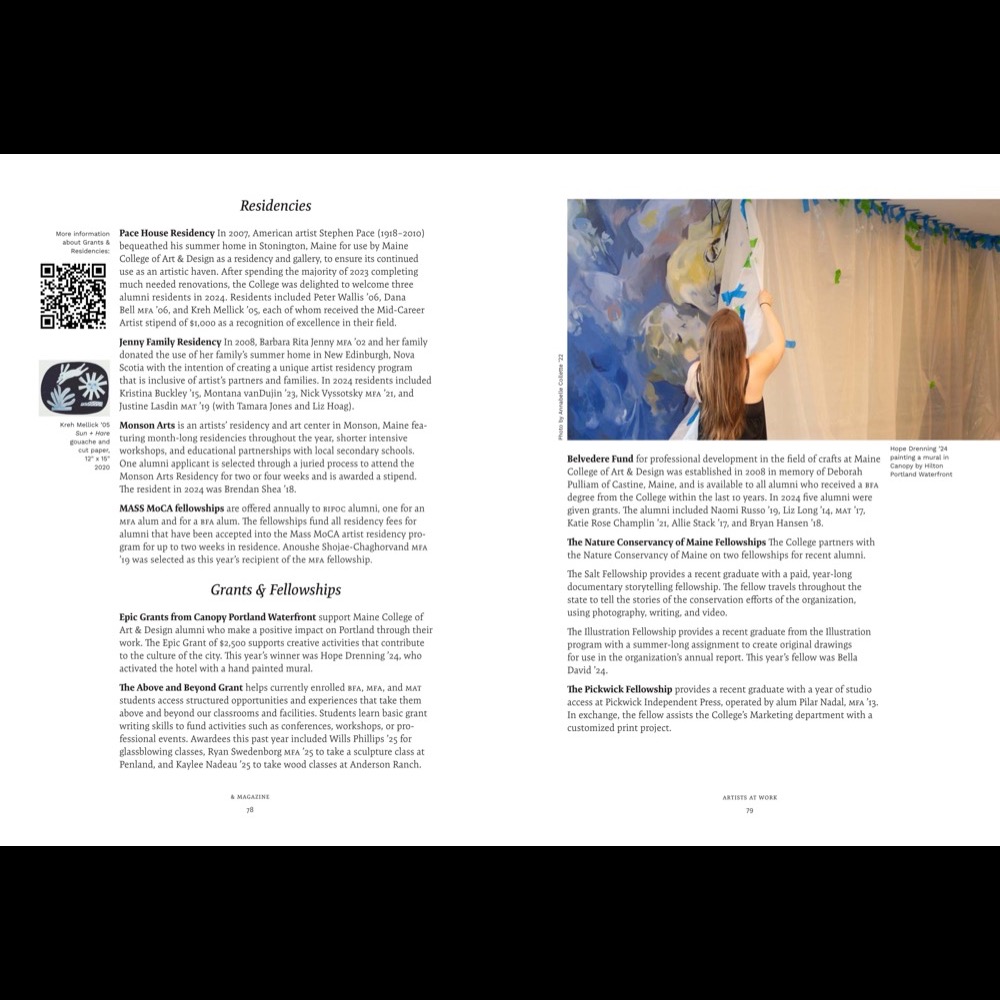 Residencies
More information
about Grants &
Residencies:
Pace House Residency In 2007, American artist Stephen Pace (1918–2010)
bequeathed his summer home in Stonington, Maine for use by Maine
College of Art & Design as a residency and gallery, to ensure its continued
use as an artistic haven. After spending the majority of 2023 completing
much needed renovations, the College was delighted to welcome three
alumni residents in 2024. Residents included Peter Wallis ’06, Dana
Bell MFA ’06, and Kreh Mellick ’05, each of whom received the Mid-Career
Artist stipend of $1,000 as a recognition of excellence in their field.
Jenny Family Residency In 2008, Barbara Rita Jenny MFA ’02 and her family
donated the use of her family’s summer home in New Edinburgh, Nova
Scotia with the intention of creating a unique artist residency program
that is inclusive of artist’s partners and families. In 2024 residents included
Kristina Buckley ’15, Montana vanDujin ’23, Nick Vyssotsky MFA ’21, and
Justine Lasdin MAT ’19 (with Tamara Jones and Liz Hoag).
Kreh Mellick ’05
Sun + Hare
gouache and
cut paper,
12" x 15"
2020
Monson Arts is an artists’ residency and art center in Monson, Maine fea-
turing month-long residencies throughout the year, shorter intensive
workshops, and educational partnerships with local secondary schools.
One alumni applicant is selected through a juried process to attend the
Monson Arts Residency for two or four weeks and is awarded a stipend.
The resident in 2024 was Brendan Shea ’18.
MASS MoCA fellowships are offered annually to BIPOC alumni, one for an
MFA alum and for a BFA alum. The fellowships fund all residency fees for
alumni that have been accepted into the Mass MoCA artist residency pro-
gram for up to two weeks in residence. Anoushe Shojae-Chaghorvand MFA
’19 was selected as this year’s recipient of the MFA fellowship.
Grants & Fellowships
Epic Grants from Canopy Portland Waterfront support Maine College of
Art & Design alumni who make a positive impact on Portland through their
work. The Epic Grant of $2,500 supports creative activities that contribute
to the culture of the city. This year’s winner was Hope Drenning ’24, who
activated the hotel with a hand painted mural.
The Above and Beyond Grant helps currently enrolled BFA, MFA, and MAT
students access structured opportunities and experiences that take them
above and beyond our classrooms and facilities. Students learn basic grant
writing skills to fund activities such as conferences, workshops, or pro-
fessional events. Awardees this past year included Wills Phillips ’25 for
glassblowing classes, Ryan Swedenborg MFA ’25 to take a sculpture class at
Penland, and Kaylee Nadeau ’25 to take wood classes at Anderson Ranch.
& MAGAZINE
78
Photo by Annabelle Collette ’22
Hope Drenning ’24
painting a mural in
Canopy by Hilton
Portland Waterfront
Belvedere Fund for professional development in the field of crafts at Maine
College of Art & Design was established in 2008 in memory of Deborah
Pulliam of Castine, Maine, and is available to all alumni who received a BFA
degree from the College within the last 10 years. In 2024 five alumni were
given grants. The alumni included Naomi Russo ’19, Liz Long ’14, MAT ’17,
Katie Rose Champlin ’21, Allie Stack ’17, and Bryan Hansen ’18.
The Nature Conservancy of Maine Fellowships The College partners with
the Nature Conservancy of Maine on two fellowships for recent alumni.
The Salt Fellowship provides a recent graduate with a paid, year-long
documentary storytelling fellowship. The fellow travels throughout the
state to tell the stories of the conservation efforts of the organization,
using photography, writing, and video.
The Illustration Fellowship provides a recent graduate from the Illustration
program with a summer-long assignment to create original drawings
for use in the organization’s annual report. This year’s fellow was Bella
David ’24.
The Pickwick Fellowship provides a recent graduate with a year of studio
access at Pickwick Independent Press, operated by alum Pilar Nadal, MFA ’13.
In exchange, the fellow assists the College’s Marketing department with a
customized print project.
ARTISTS AT WORK
79